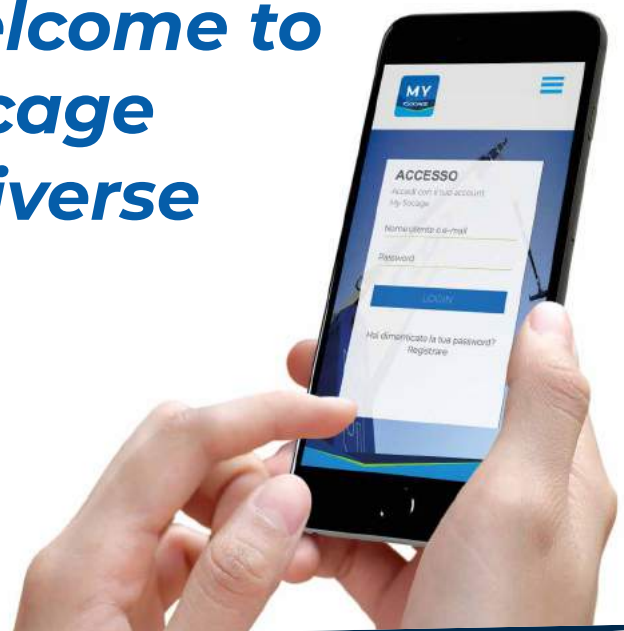 elcome to
cage
iverse
MY
SOCAGE
ACCESSO
Accedi con il tuo account
My Socage
Nome utente o e-mail
Password
LOGIN
Hai dimenticato la tua password?
Registrare